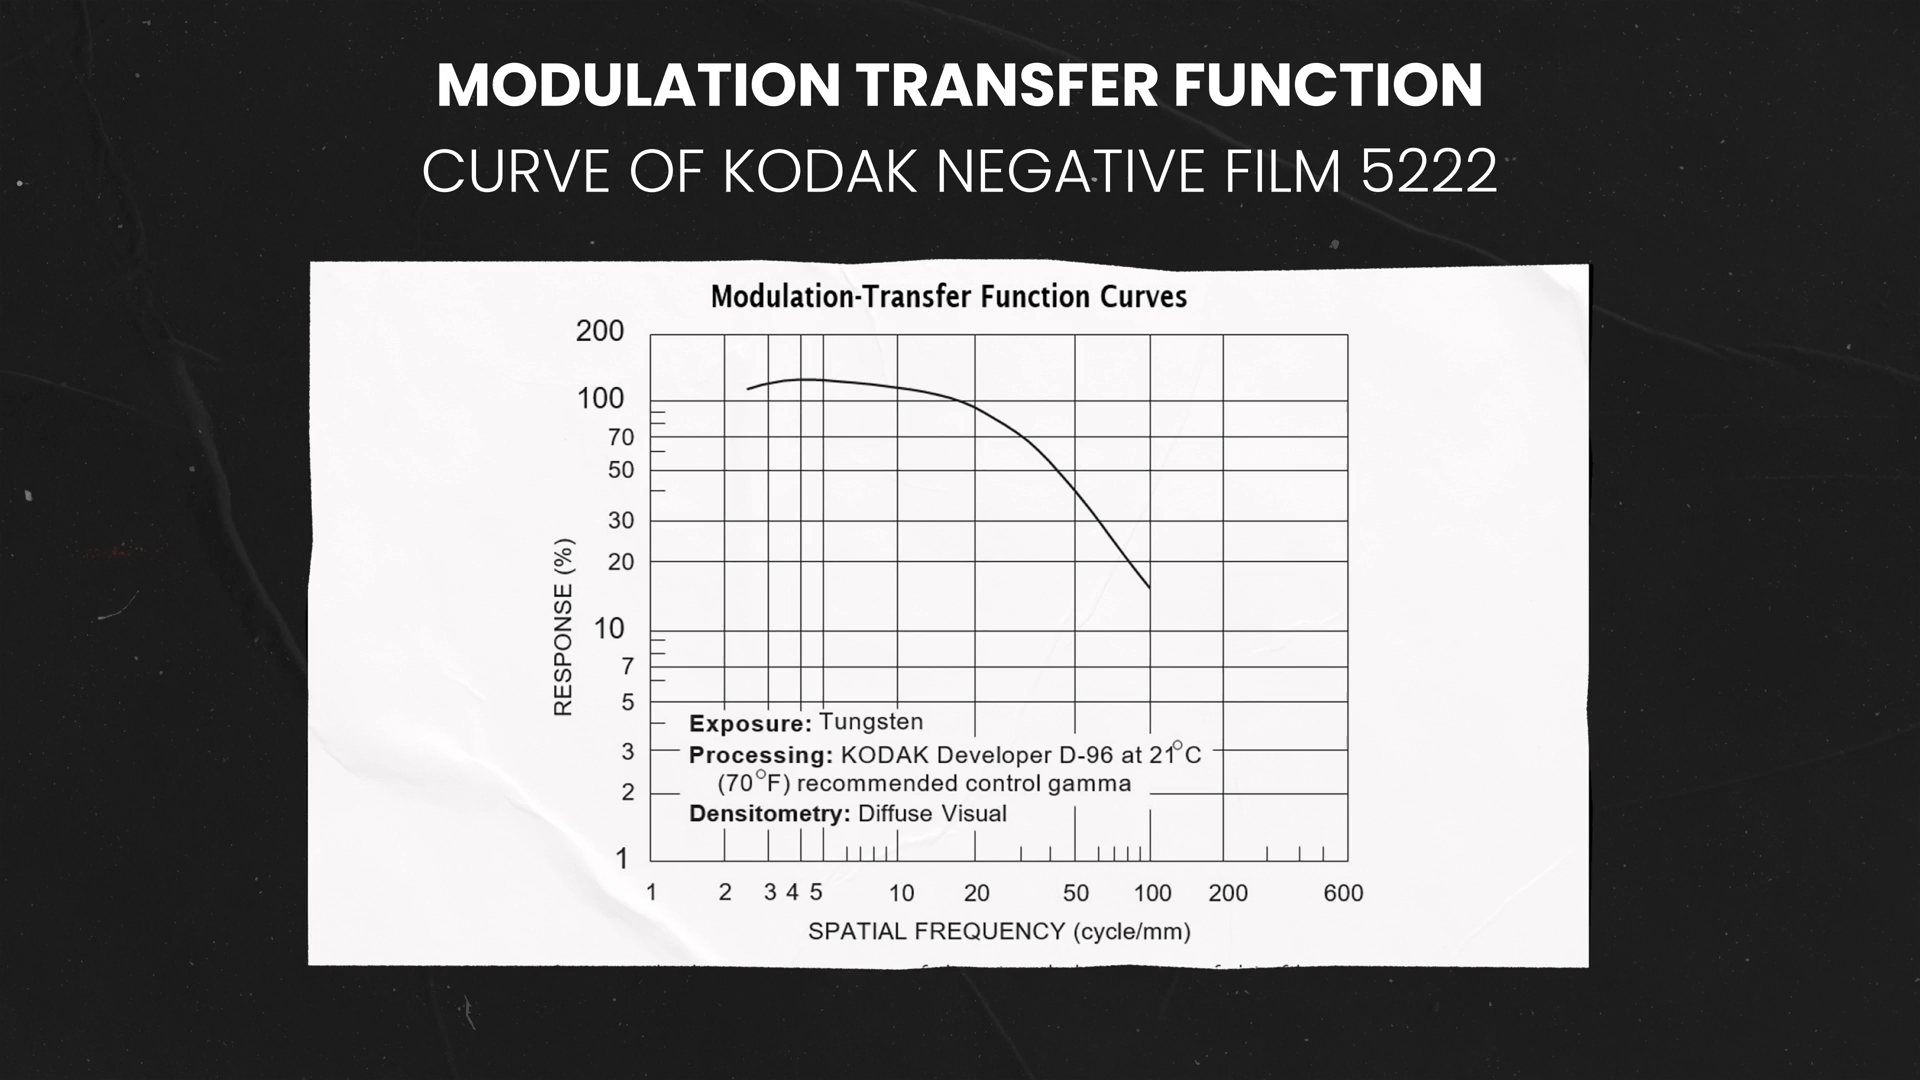 MODULATION TRANSFER FUNCTION
CURVE OF KODAK NEGATIVE FILM 5222
Modulation-Transfer Function Curves
200
100
70
50
30
20
10
7
5
3
2
1
RESPONSE (%)
Exposure: Tungsten
Processing: KODAK Developer D-96 at 21°C
(70°F) recommended control gamma
Densitometry: Diffuse Visual
1 2 3 4 5 10 20 50 100 200 600
SPATIAL FREQUENCY (cycle/mm)